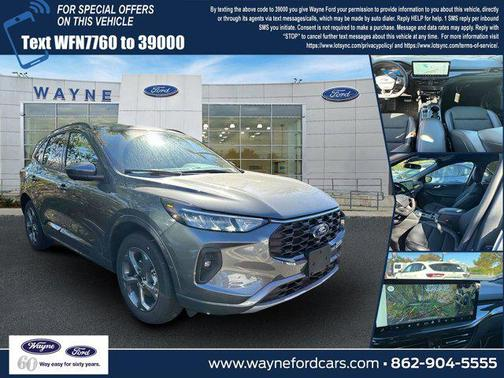 FOR SPECIAL OFFERS
ON THIS VEHICLE
Text WFN7760 to 39000
By texting the above code to 39000 you give Wayne Ford your permission to provide information to you about this vehicle, directly
or through its agents via text messages/calls, which may be made by auto dialer. Reply HELP for help. 1 SMS reply per inbound
SMS you initiate. Consent is not required to make a purchase. Message and data rates may apply. Reply with
"STOP" to cancel further text messages about this vehicle at any time. For more information visit
https://www.lotsync.com/privacypolicy/ and https://www.lotsync.com/terms-of-service/.
WAYNE
Ford
Ford
Wayne
Ford
60 Way easy for sixty years.
www.waynefordcars.com • 862-904-5555